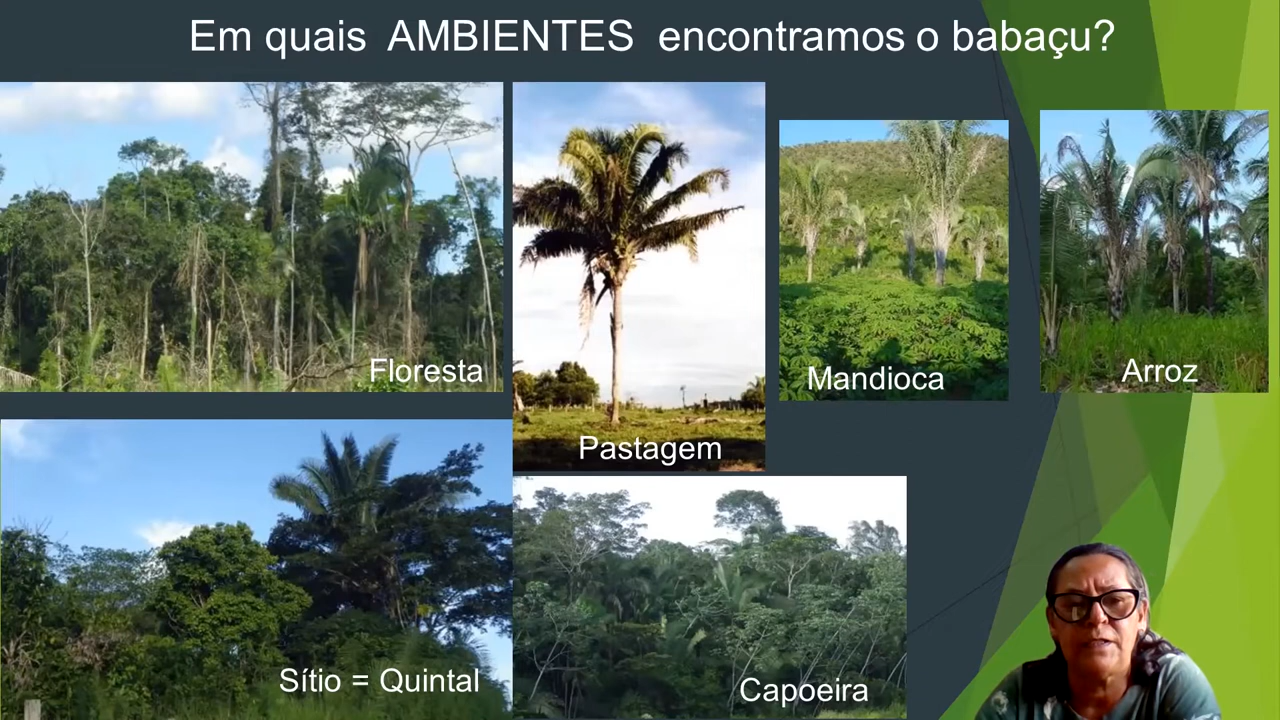 Em quais AMBIENTES encontramos o babaçu?
Floresta
Pastagem
Mandioca
Arroz
Sítio = Quintal
Capoeira